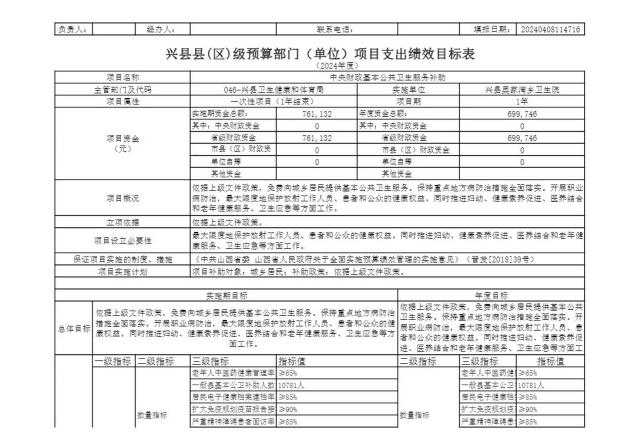 负责人： 经办人： 联系电话： 填报日期： 20240408114716
兴县县(区)级预算部门（单位）项目支出绩效目标表
（2024年度）
项目名称 中央财政基本公共卫生服务补助
主管部门及代码 046-兴县卫生健康和体育局 实施单位 兴县奥家湾乡卫生院
项目属性 一次性项目（1年结束） 项目期 1年
项目资金（元） 实施期资金总额： 761,132 年度资金总额： 699,746
其中：中央财政资金 0 其中：中央财政资金 0
省级财政资金 761,132 省级财政资金 699,746
市县（区）财政资 0 市县（区）财政资 0
单位自筹 0 单位自筹 0
其他资金 其他资金
项目概况 依据上级文件政策，免费向城乡居民提供基本公共卫生服务。保持重点地方病防治措施全面落实。开展职业
病防治，最大限度地保护放射工作人员、患者和公众的健康权益。同时推进妇幼、健康素养促进、医养结合
和老年健康服务、卫生应急等方面工作。
立项依据 依据上级文件政策。
项目设立必要性 最大限度地保护放射工作人员、患者和公众的健康权益。同时推进妇幼、健康素养促进、医养结合和老年健
康服务、卫生应急等方面工作。
保证项目实施的制度、措施 《中共山西省委 山西省人民政府关于全面实施预算绩效管理的实施意见》（晋发[2018]39号）
项目实施计划 项目补助对象：城乡居民；补助政策：依据上级文件政策。
实施期目标 年度目标
总体目标 依据上级文件政策，免费向城乡居民提供基本公共卫生服务。保持重点地方病防治
措施全面落实。开展职业病防治，最大限度地保护放射工作人员、患者和公众的健
康权益。同时推进妇幼、健康素养促进、医养结合和老年健康服务、卫生应急等方
面工作。
依据上级文件政策，免费向城乡居民提供基本公
共卫生服务。保持重点地方病防治措施全面落实。开
展职业病防治，最大限度地保护放射工作人员、患
者和公众的健康权益。同时推进妇幼、健康素养促
进、医养结合和老年健康服务、卫生应急等方面工
一级指标 二级指标 三级指标 指标值 二级指标 三级指标 指标值
数量指标 老年人中医药健康管理率 ≥65% 数量指标 老年人中医药健 ≥65%
一般县基本公卫补助人数 10781人 一般县基本公卫 10781人
居民电子健康档案建档率 ≥85% 居民电子健康档 ≥85%
扩大免疫规划疫苗报告接 ≥90% 扩大免疫规划疫 ≥90%
严重精神障碍患者面访率 ≥85% 严重精神障碍患 ≥85%